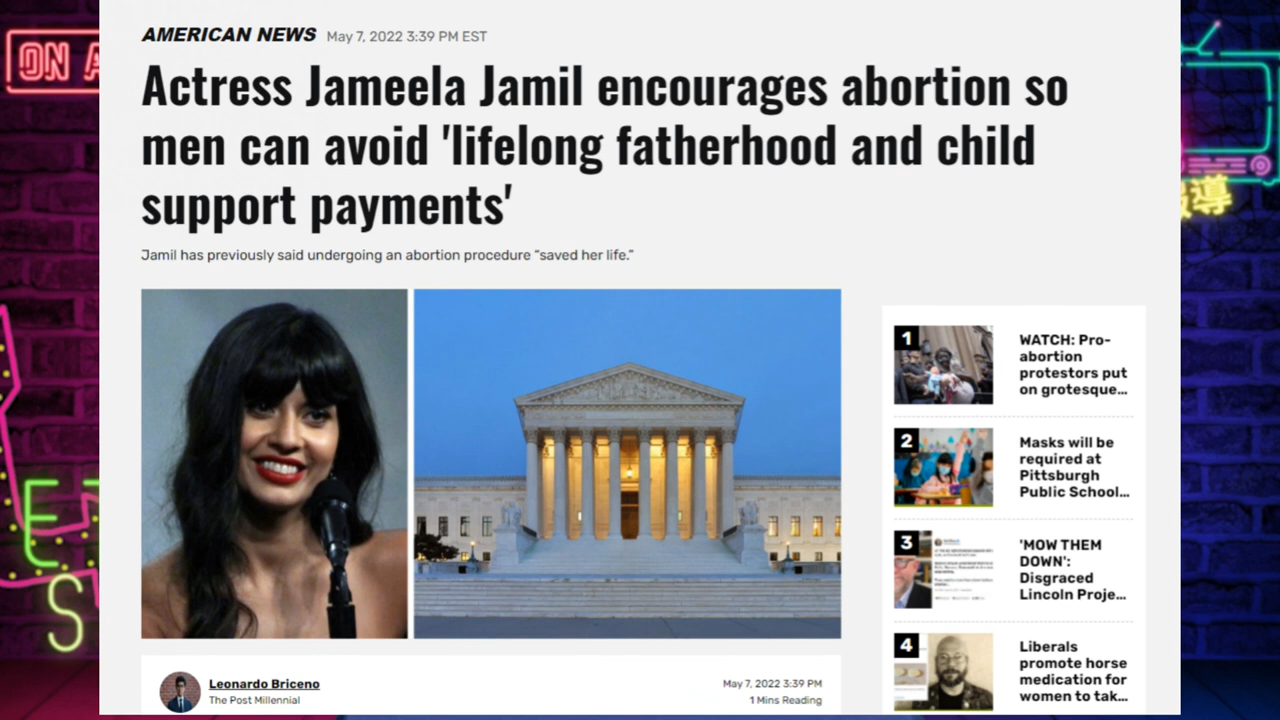 ON A
AMERICAN NEWS May 7, 2022 3:39 PM EST
Actress Jameela Jamil encourages abortion so
men can avoid 'lifelong fatherhood and child
support payments'
Jamil has previously said undergoing an abortion procedure “saved her life.”
導
1
WATCH: Pro-
abortion
protestors put
on grotesque...
2
Masks will be
required at
Pittsburgh
Public School...
3
'MOW THEM
DOWN':
Disgraced
Lincoln Proje...
4
Liberals
promote horse
medication for
women to tak...
E
S
Leonardo Briceno
The Post Millennial
May 7, 2022 3:39 PM
1 Mins Reading